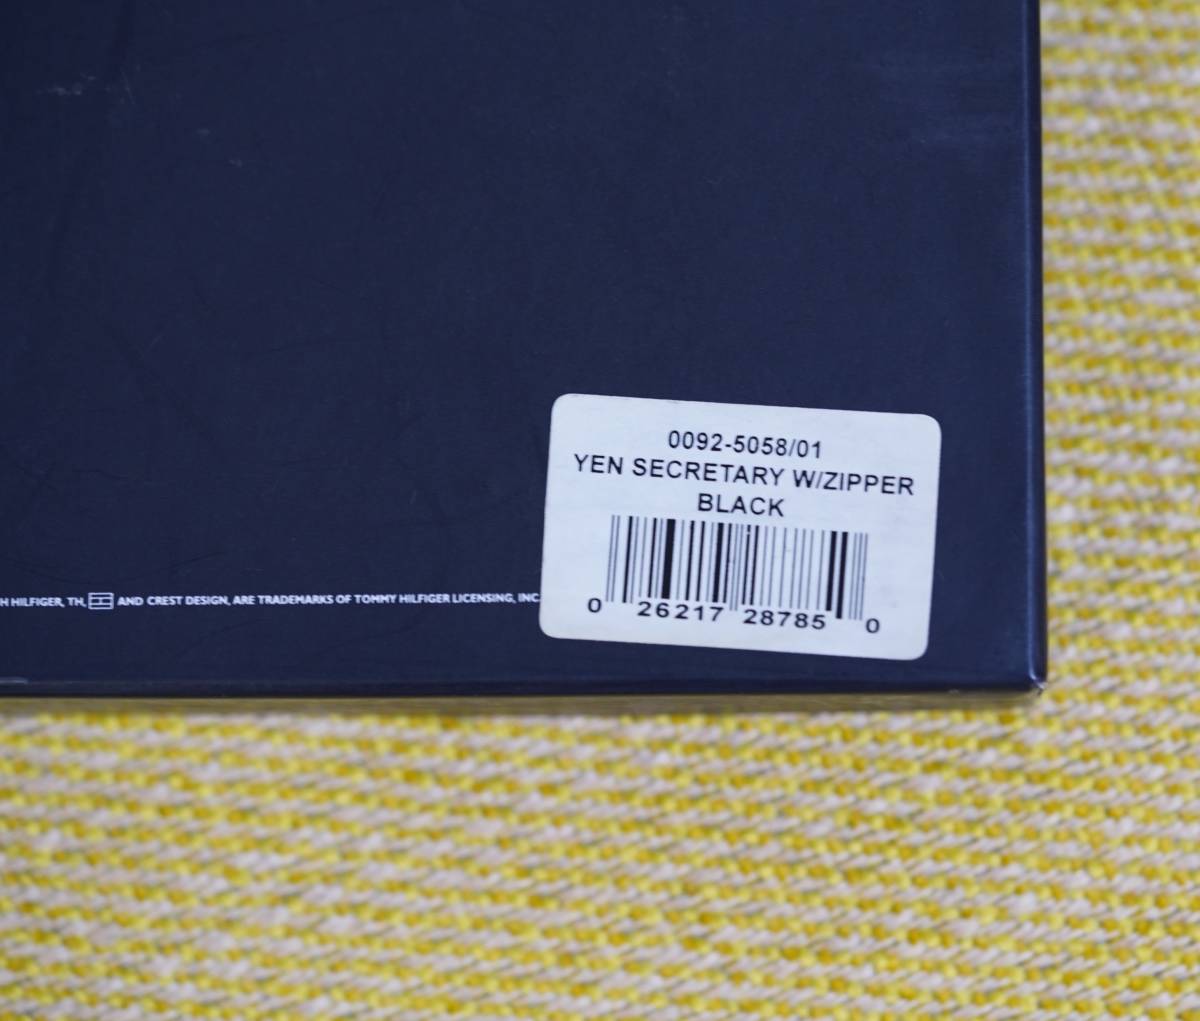 0092-5058/01
YEN SECRETARY W/ZIPPER
BLACK
0 26217 28785 0
H HILFIGER, TH, AND CREST DESIGN, ARE TRADEMARKS OF TOMMY HILFIGER LICENSING, INC.